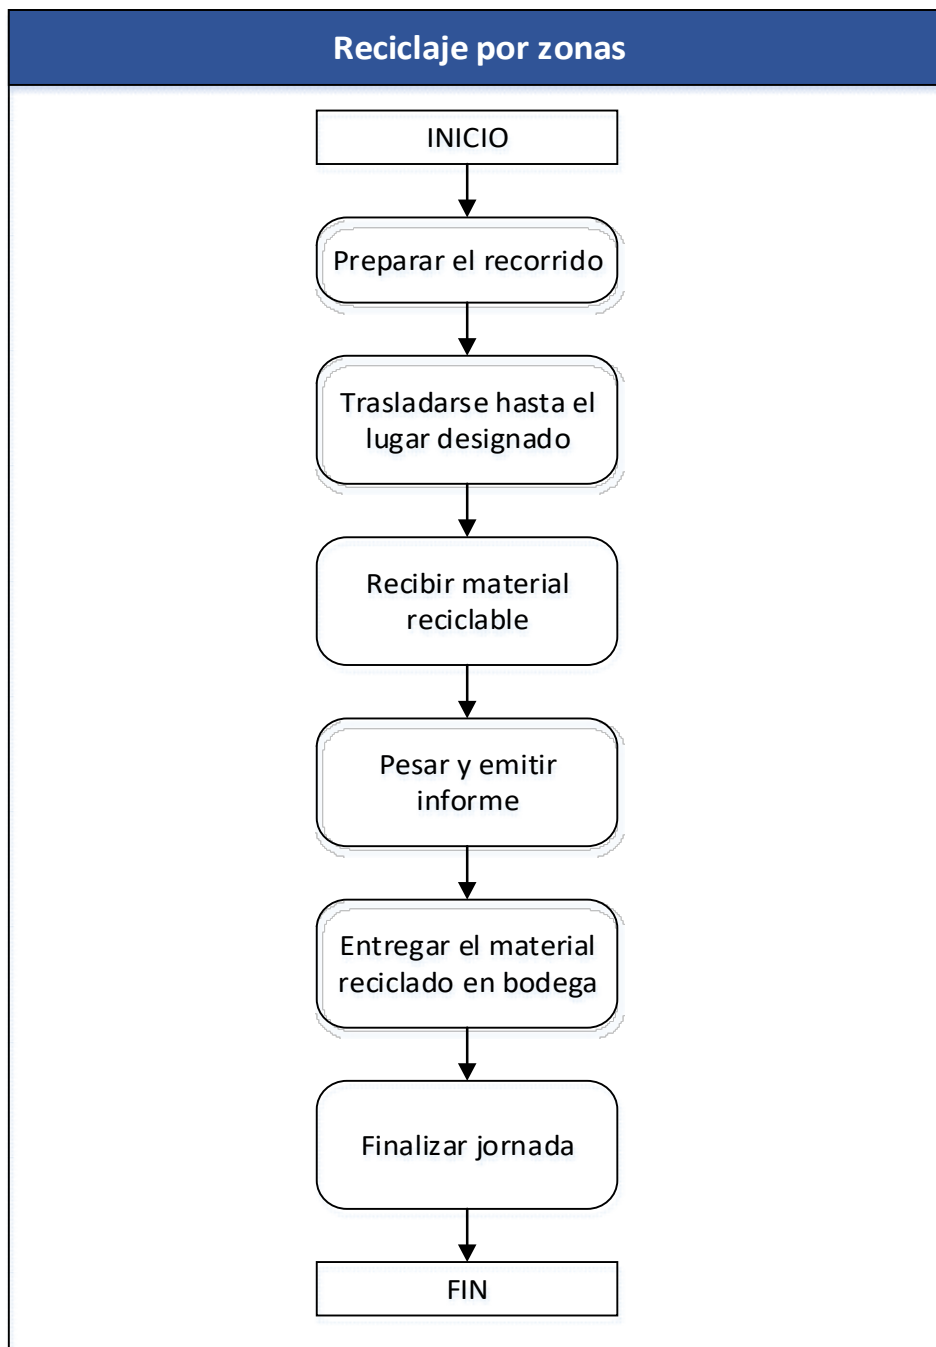 Reciclaje por zonas
INICIO
Preparar el recorrido
Trasladarse hasta el
lugar designado
Recibir material
reciclable
Pesar y emitir
informe
Entregar el material
reciclado en bodega
Finalizar jornada
FIN